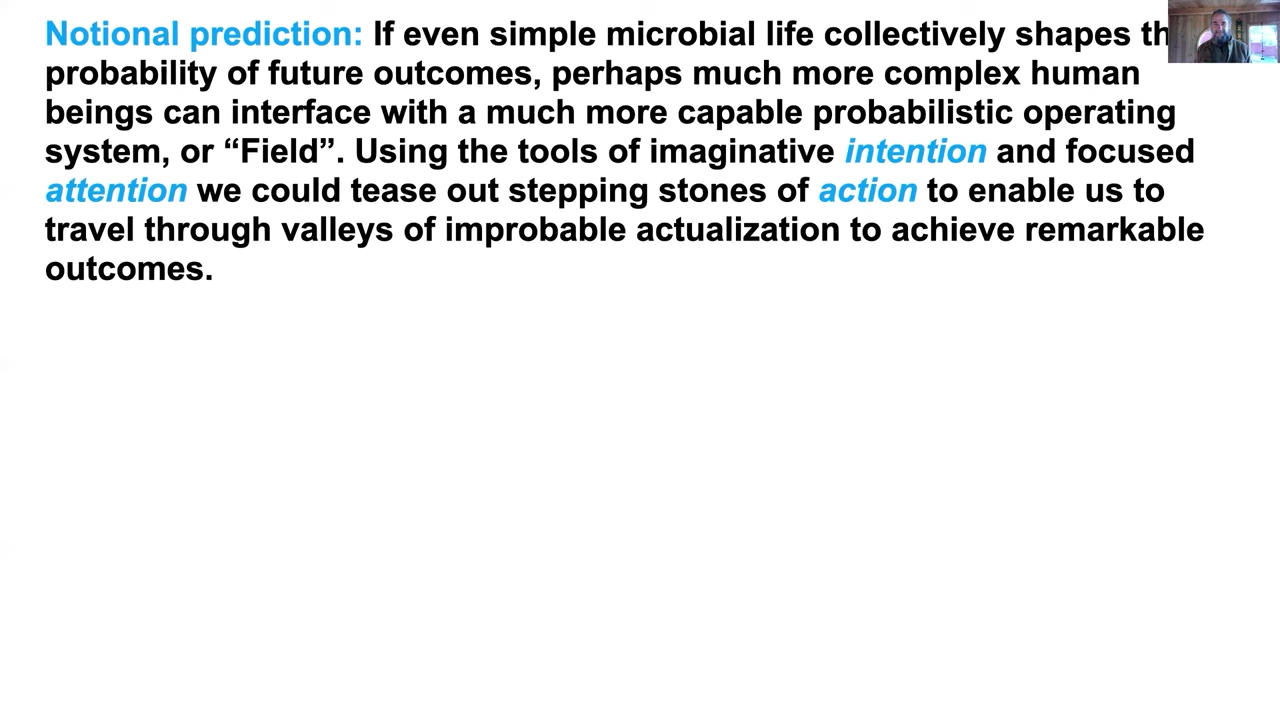 Notional prediction: If even simple microbial life collectively shapes th
probability of future outcomes, perhaps much more complex human
beings can interface with a much more capable probabilistic operating
system, or “Field”. Using the tools of imaginative intention and focused
attention we could tease out stepping stones of action to enable us to
travel through valleys of improbable actualization to achieve remarkable
outcomes.